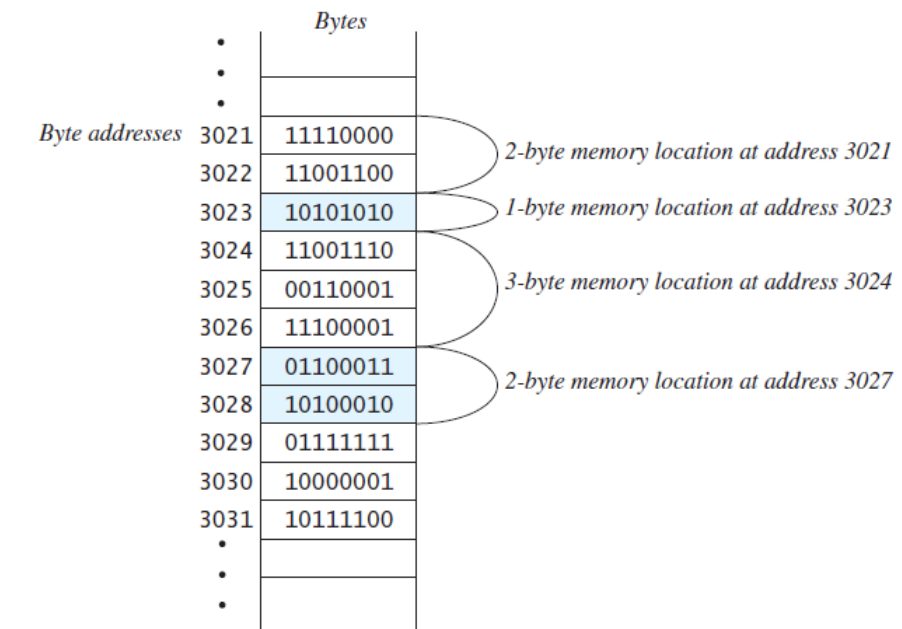 Bytes
Byte addresses 3021 11110000
2-byte memory location at address 3021
3022 11001100
3023 10101010 1-byte memory location at address 3023
3024 11001110
3025 00110001 3-byte memory location at address 3024
3026 11100001
3027 01100011
2-byte memory location at address 3027
3028 10100010
3029 01111111
3030 10000001
3031 10111100